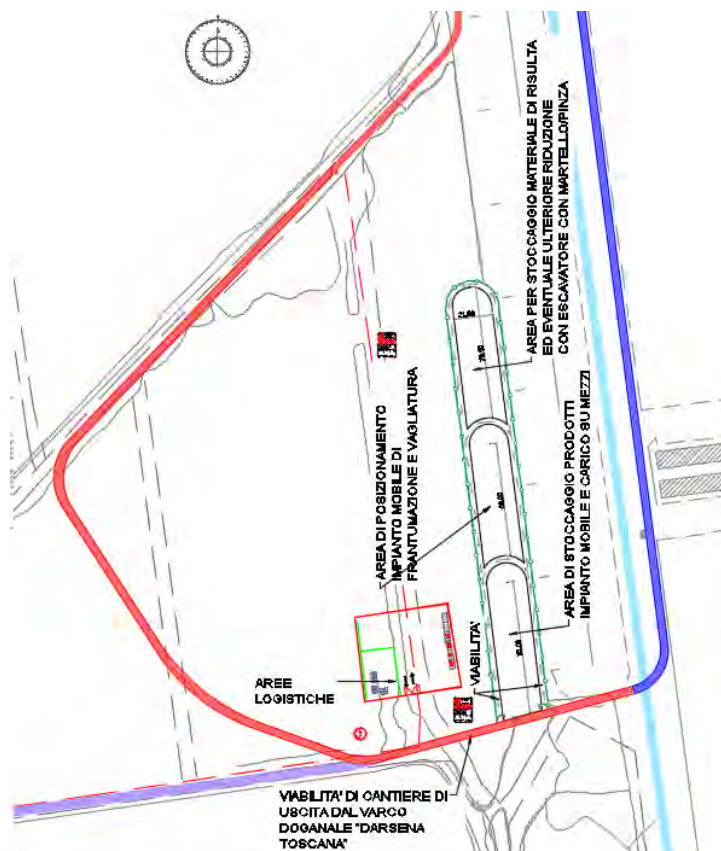 AREA PER STOCCAGGIO MATERIALE DI RISULTA
ED EVENTUALE ULTERIORE RIDUZIONE
CON ESCAVATORE CON MARTELLO/PINZA
AREA DI POSIZIONAMENTO
IMPIANTO MOBILE DI
FRANTUMAZIONE E VAGLIATURA
AREA DI STOCCAGGIO PRODOTTI
IMPIANTO MOBILE E CARICO SU MEZZI
VIABILITA'
AREE
LOGISTICHE
VIABILITA' DI CANTIERE DI
USCITA DAL VARCO
DOGANALE "DARSENA
TOSCANA"